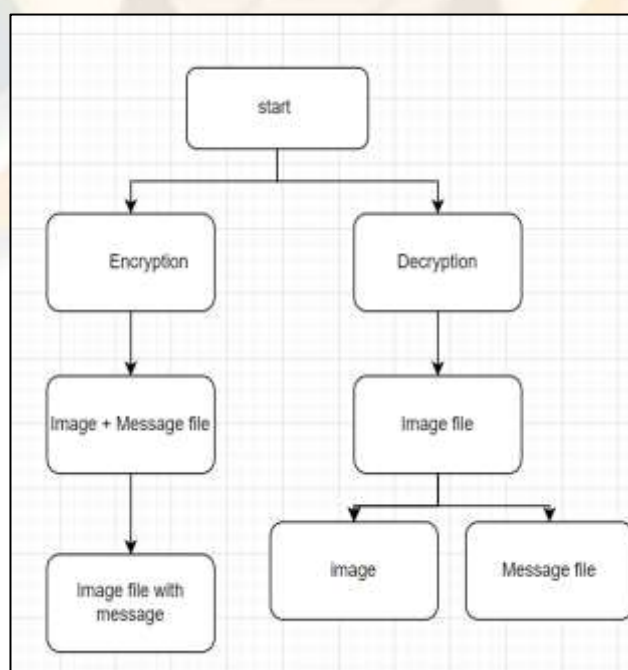 start
Encryption
Decryption
Image + Message file
Image file
image
Message file
Image file with
message